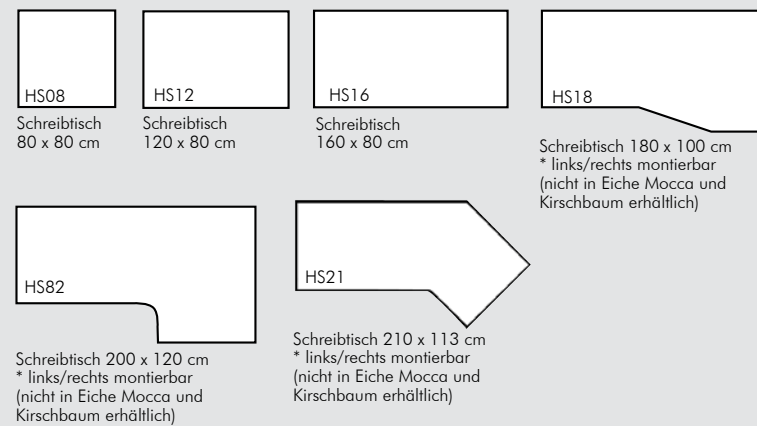 HS08
Schreibtisch
80 x 80 cm
HS12
Schreibtisch
120 x 80 cm
HS16
Schreibtisch
160 x 80 cm
HS18
Schreibtisch 180 x 100 cm
* links/rechts montierbar
(nicht in Eiche Mocca und
Kirschbaum erhältlich)
HS82
Schreibtisch 200 x 120 cm
* links/rechts montierbar
(nicht in Eiche Mocca und
Kirschbaum erhältlich)
HS21
Schreibtisch 210 x 113 cm
* links/rechts montierbar
(nicht in Eiche Mocca und
Kirschbaum erhältlich)